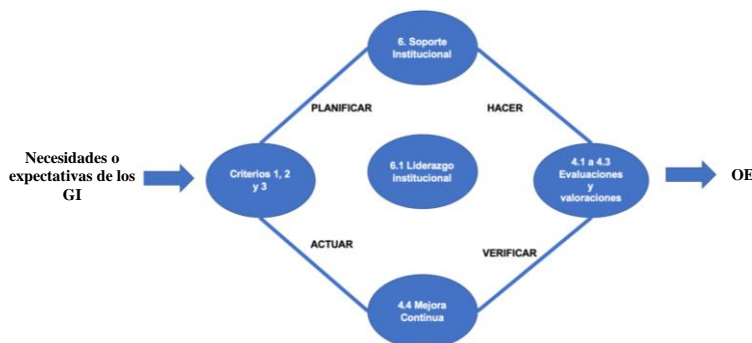 6. Soporte
Institucional
PLANIFICAR
HACER
Necesidades o
expectativas de los
GI
Criterios 1, 2
y 3
6.1 Liderazgo
institucional
4.1 a 4.3
Evaluaciones
y
valoraciones
OE
ACTUAR
VERIFICAR
4.4 Mejora
Contínua